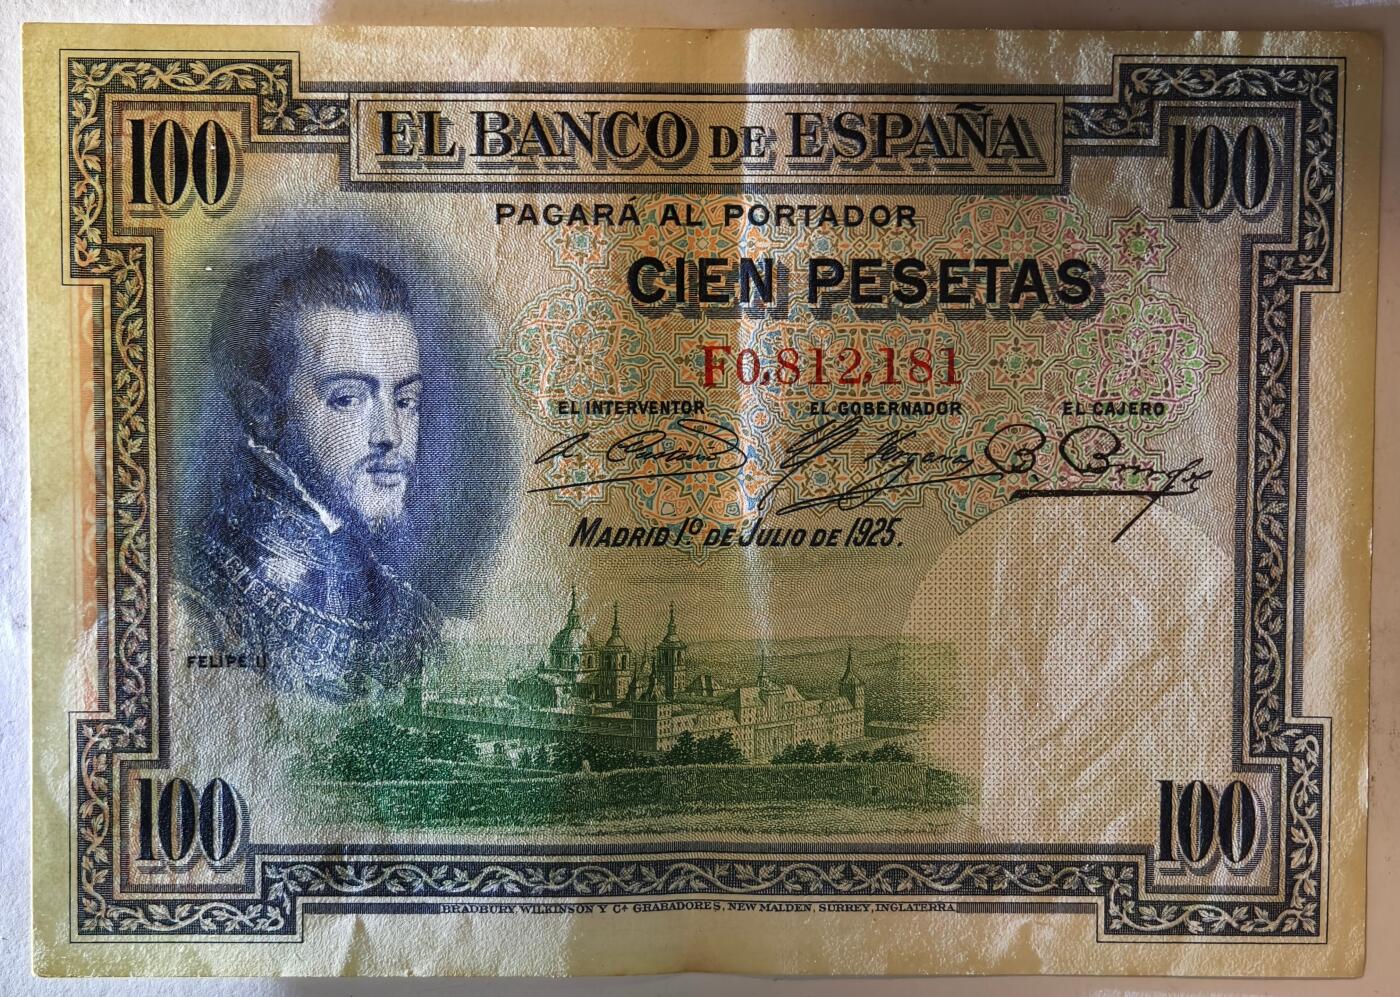 100 EL BANCO DE ESPAÑA 100
PAGARÁ AL PORTADOR
CIEN PESETAS
F0,812,181
EL INTERVENTOR EL GOBERNADOR EL CAJERO
MADRID 1º DE JULIO DE 1925.
FELIPE II
100 100
BRADBURY, WILKINSON Y Cª GRABADORES, NEW MALDEN, SURREY, INGLATERRA.